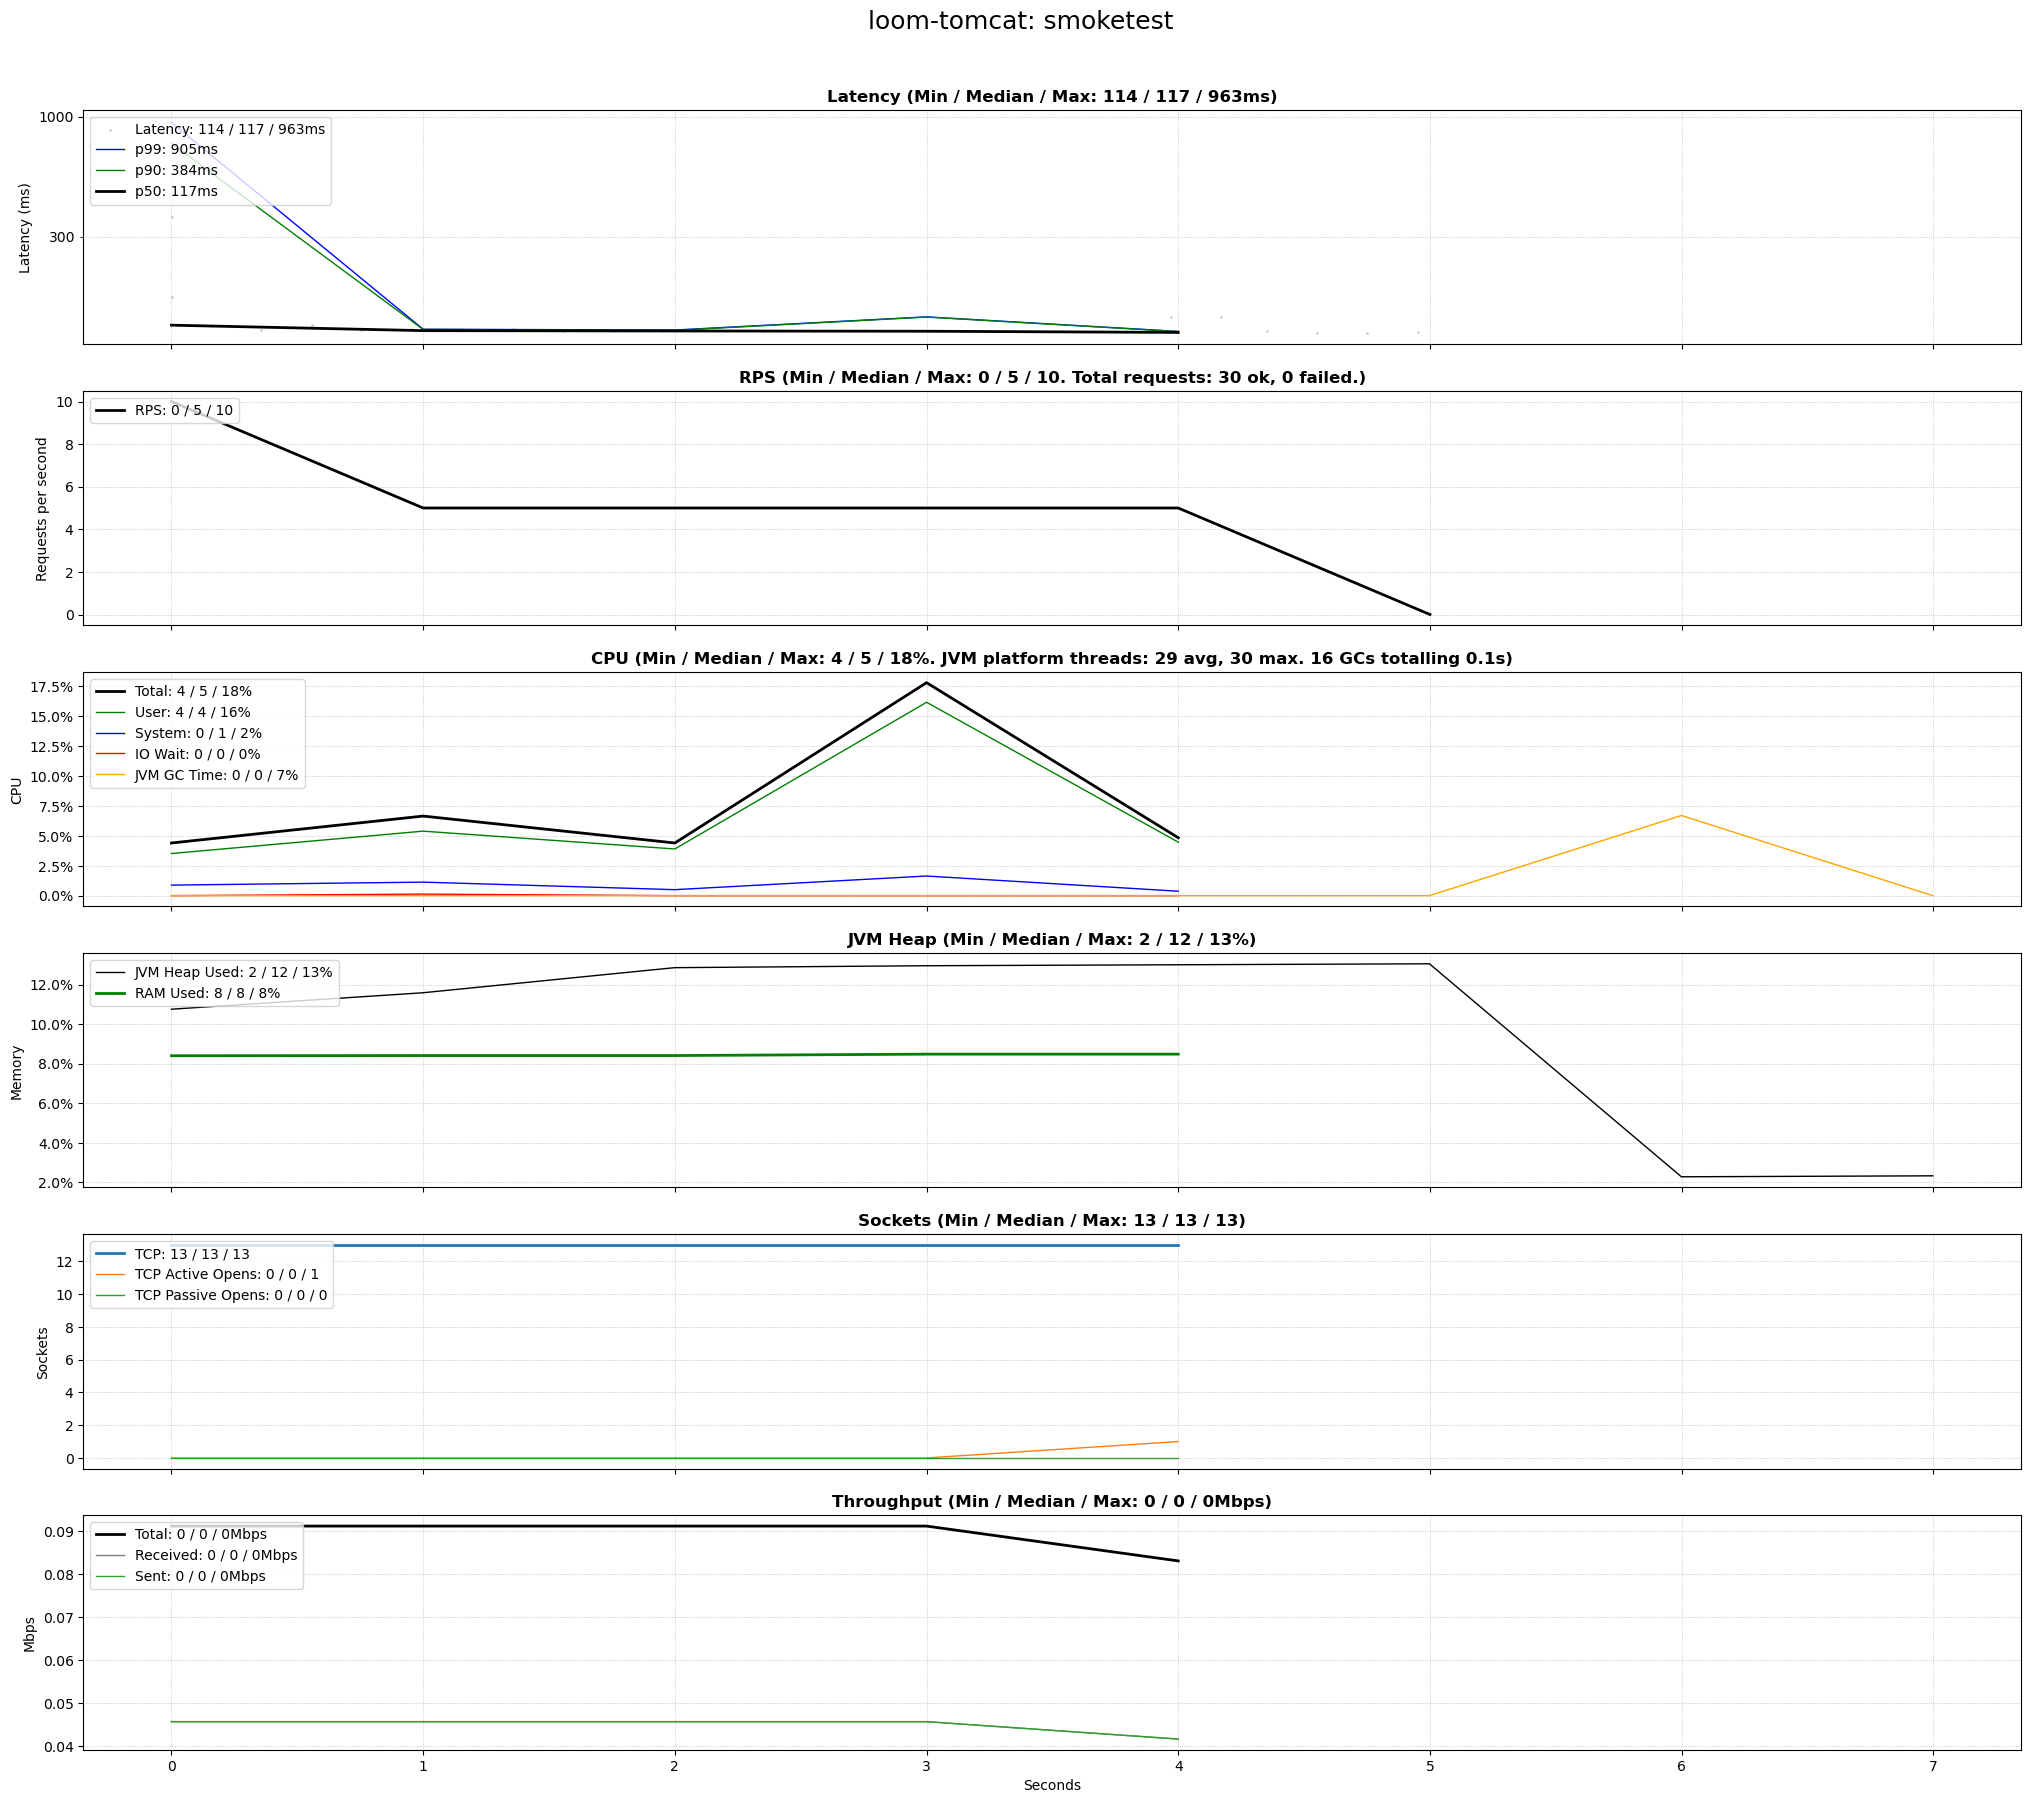 loom-tomcat: smoketest
Latency (Min / Median / Max: 114 / 117 / 963ms)
1000
300
Latency (ms)
Latency: 114 / 117 / 963ms
p99: 905ms
p90: 384ms
p50: 117ms
RPS (Min / Median / Max: 0 / 5 / 10. Total requests: 30 ok, 0 failed.)
10
8
6
4
2
0
Requests per second
RPS: 0 / 5 / 10
CPU (Min / Median / Max: 4 / 5 / 18%. JVM platform threads: 29 avg, 30 max. 16 GCs totalling 0.1s)
17.5%
15.0%
12.5%
10.0%
7.5%
5.0%
2.5%
0.0%
CPU
Total: 4 / 5 / 18%
User: 4 / 4 / 16%
System: 0 / 1 / 2%
IO Wait: 0 / 0 / 0%
JVM GC Time: 0 / 0 / 7%
JVM Heap (Min / Median / Max: 2 / 12 / 13%)
12.0%
10.0%
8.0%
6.0%
4.0%
2.0%
Memory
JVM Heap Used: 2 / 12 / 13%
RAM Used: 8 / 8 / 8%
Sockets (Min / Median / Max: 13 / 13 / 13)
12
10
8
6
4
2
0
Sockets
TCP: 13 / 13 / 13
TCP Active Opens: 0 / 0 / 1
TCP Passive Opens: 0 / 0 / 0
Throughput (Min / Median / Max: 0 / 0 / 0Mbps)
0.09
0.08
0.07
0.06
0.05
0.04
Mbps
Total: 0 / 0 / 0Mbps
Received: 0 / 0 / 0Mbps
Sent: 0 / 0 / 0Mbps
0 1 2 3 4 5 6 7
Seconds